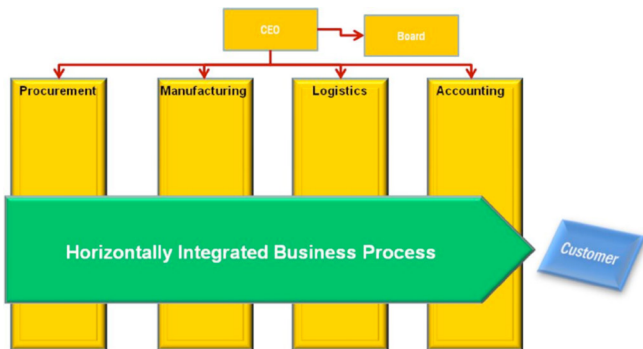 CEO
Board
Procurement
Manufacturing
Logistics
Accounting
Horizontally Integrated Business Process
Customer